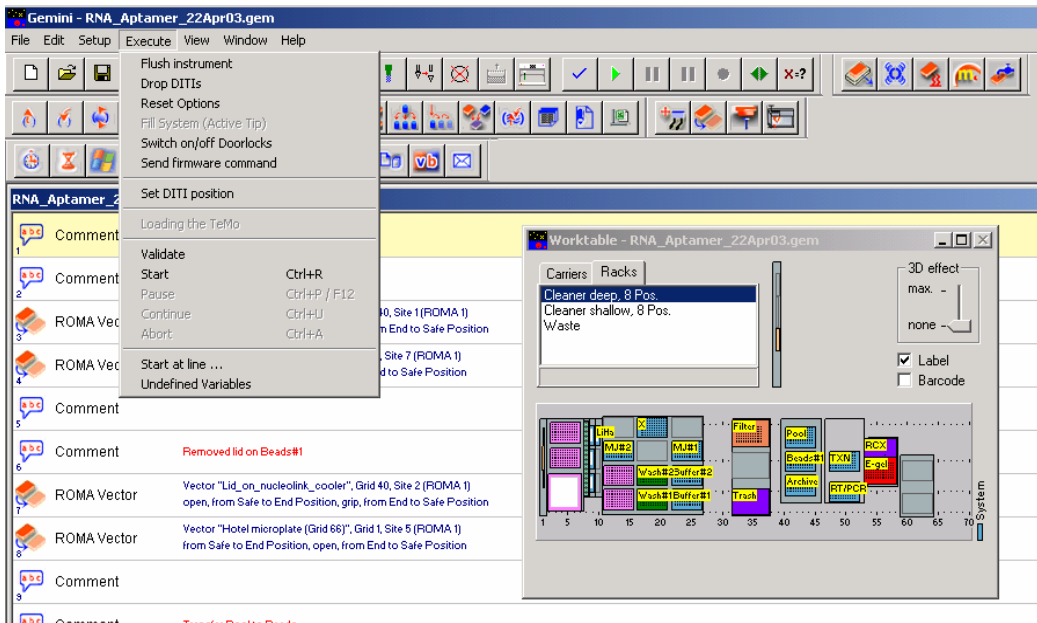 Gemini - RNA_Aptamer_22Apr03.gem
File Edit Setup Execute View Window Help
Flush instrument
Drop DITIs
Reset Options
Fill System (Active Tip)
Switch on/off Doorlocks
Send firmware command
Set DITI position
Loading the TeMo
Validate
Start Ctrl+R
Pause Ctrl+P / F12
Continue Ctrl+U
Abort Ctrl+A
Start at line ...
Undefined Variables
X=?
vb
RNA_Aptamer_2
abc Comment
1
abc Comment
2
ROMA Vec 40, Site 1 (ROMA 1)
n End to Safe Position
3
ROMA Vec , Site 7 (ROMA 1)
d to Safe Position
4
abc Comment
5
abc Comment Removed lid on Beads#1
6
ROMA Vector Vector "Lid_on_nucleolink_cooler", Grid 40, Site 2 (ROMA 1)
open, from Safe to End Position, grip, from End to Safe Position
7
ROMA Vector Vector "Hotel microplate (Grid 66)", Grid 1, Site 5 (ROMA 1)
from Safe to End Position, open, from End to Safe Position
8
abc Comment
9
Worktable - RNA_Aptamer_22Apr03.gem
Carriers Racks
Cleaner deep, 8 Pos.
Cleaner shallow, 8 Pos.
Waste
3D effect
max.
none
Label
Barcode
LiHa X Filter Pool
MJ#2 MJ#1 RCX
Wash#2 Buffer#2 Beads#1 TXN E-gel
Wash#1 Buffer#1 Trash Archive RT/PCR
System
1 5 10 15 20 25 30 35 40 45 50 55 60 65 70